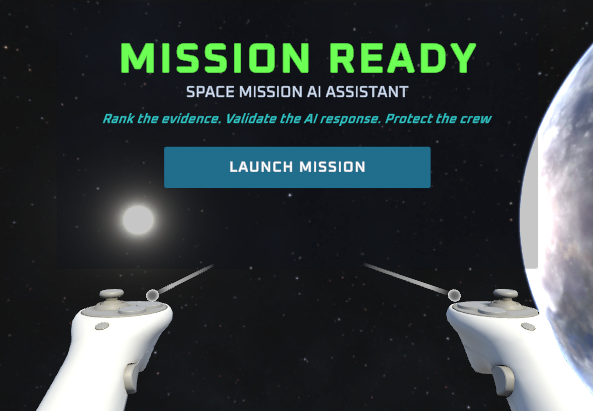 MISSION READY
SPACE MISSION AI ASSISTANT
Rank the evidence. Validate the AI response. Protect the crew
LAUNCH MISSION